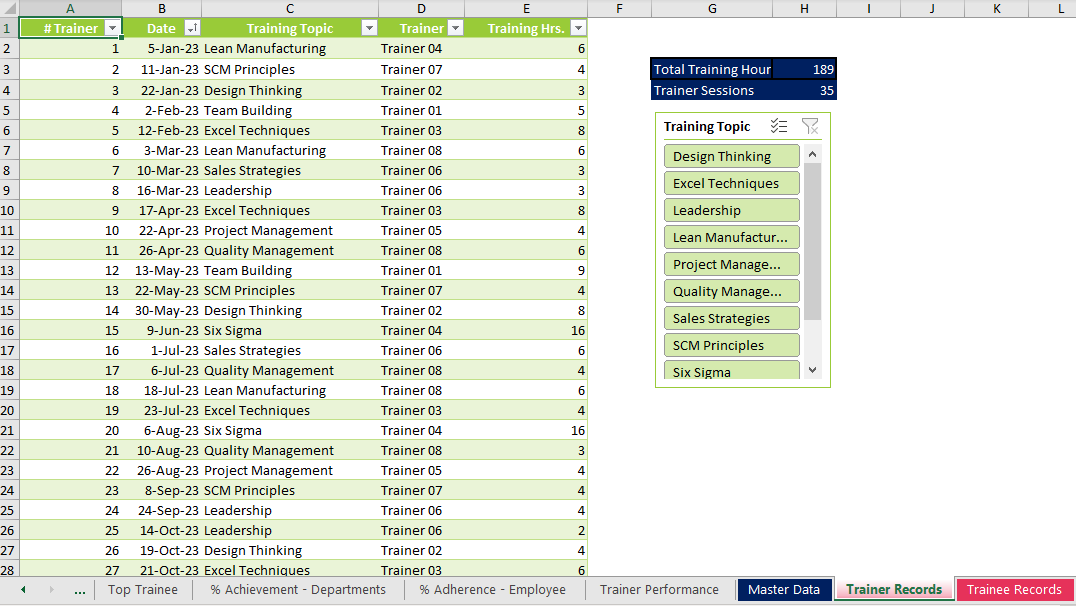 A B C D E F G H I J K L
1 # Trainer Date Training Topic Trainer Training Hrs.
2 1 5-Jan-23 Lean Manufacturing Trainer 04 6
3 2 11-Jan-23 SCM Principles Trainer 07 4 Total Training Hour 189
4 3 22-Jan-23 Design Thinking Trainer 02 3 Trainer Sessions 35
5 4 2-Feb-23 Team Building Trainer 01 5
6 5 12-Feb-23 Excel Techniques Trainer 03 8 Training Topic
7 6 3-Mar-23 Lean Manufacturing Trainer 08 6 Design Thinking
8 7 10-Mar-23 Sales Strategies Trainer 06 3 Excel Techniques
9 8 16-Mar-23 Leadership Trainer 06 3
10 9 17-Apr-23 Excel Techniques Trainer 03 8 Leadership
11 10 22-Apr-23 Project Management Trainer 05 4 Lean Manufactur...
12 11 26-Apr-23 Quality Management Trainer 08 6
13 12 13-May-23 Team Building Trainer 01 9 Project Manage...
14 13 22-May-23 SCM Principles Trainer 07 4 Quality Manage...
15 14 30-May-23 Design Thinking Trainer 02 8 Sales Strategies
16 15 9-Jun-23 Six Sigma Trainer 04 16
17 16 1-Jul-23 Sales Strategies Trainer 06 6 SCM Principles
18 17 6-Jul-23 Quality Management Trainer 08 4 Six Sigma
19 18 18-Jul-23 Lean Manufacturing Trainer 08 6
20 19 23-Jul-23 Excel Techniques Trainer 03 4
21 20 6-Aug-23 Six Sigma Trainer 04 16
22 21 10-Aug-23 Quality Management Trainer 08 3
23 22 26-Aug-23 Project Management Trainer 05 4
24 23 8-Sep-23 SCM Principles Trainer 07 4
25 24 24-Sep-23 Leadership Trainer 06 4
26 25 14-Oct-23 Leadership Trainer 06 2
27 26 19-Oct-23 Design Thinking Trainer 02 4
28 27 21-Oct-23 Excel Techniques Trainer 03 6
... Top Trainee % Achievement - Departments % Adherence - Employee Trainer Performance Master Data Trainer Records Trainee Records